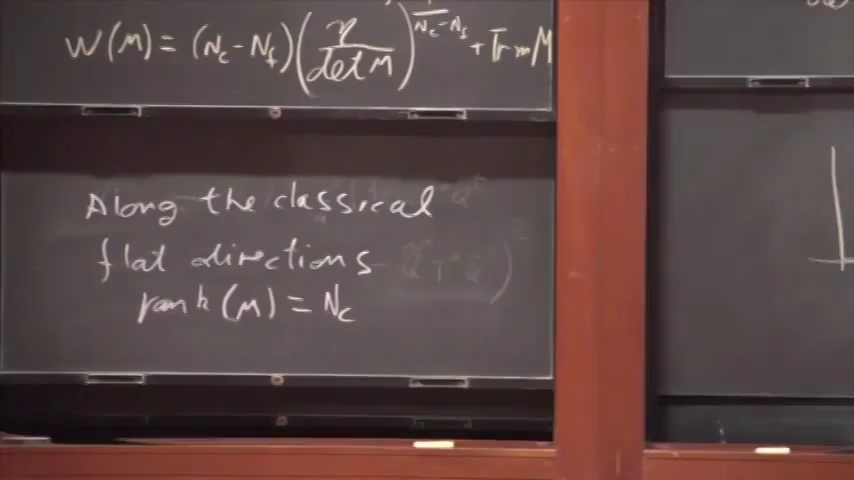 W(M) = (N_c - N_f) (η / det M)^{1/(N_c - N_f)} + Tr m M
Along the classical
flat directions
rank (M) = N_c